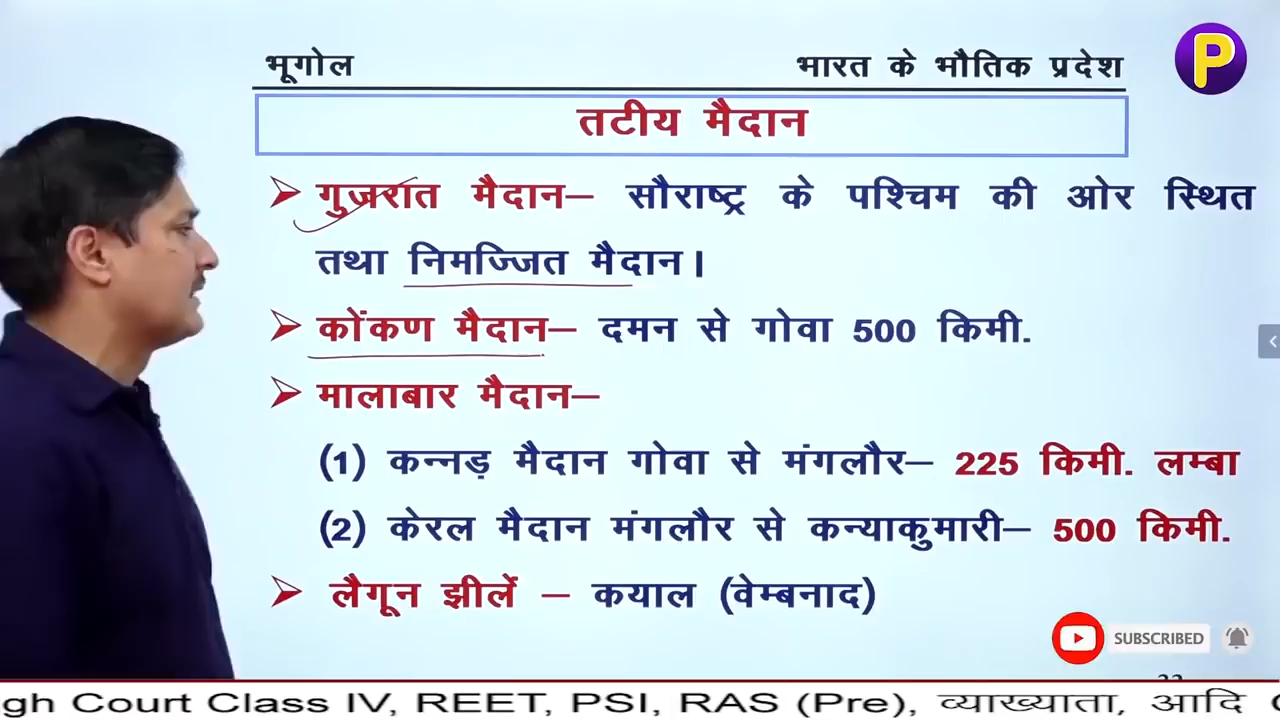 भूगोल भारत के भौतिक प्रदेश
P
तटीय मैदान
गुजरात मैदान– सौराष्ट्र के पश्चिम की ओर स्थित
तथा निमज्जित मैदान।
कोंकण मैदान– दमन से गोवा 500 किमी.
मालाबार मैदान–
(1) कन्नड़ मैदान गोवा से मंगलौर– 225 किमी. लम्बा
(2) केरल मैदान मंगलौर से कन्याकुमारी– 500 किमी.
लैगून झीलें – कयाल (वेम्बनाद)
SUBSCRIBED
gh Court Class IV, REET, PSI, RAS (Pre), व्याख्याता, आदि